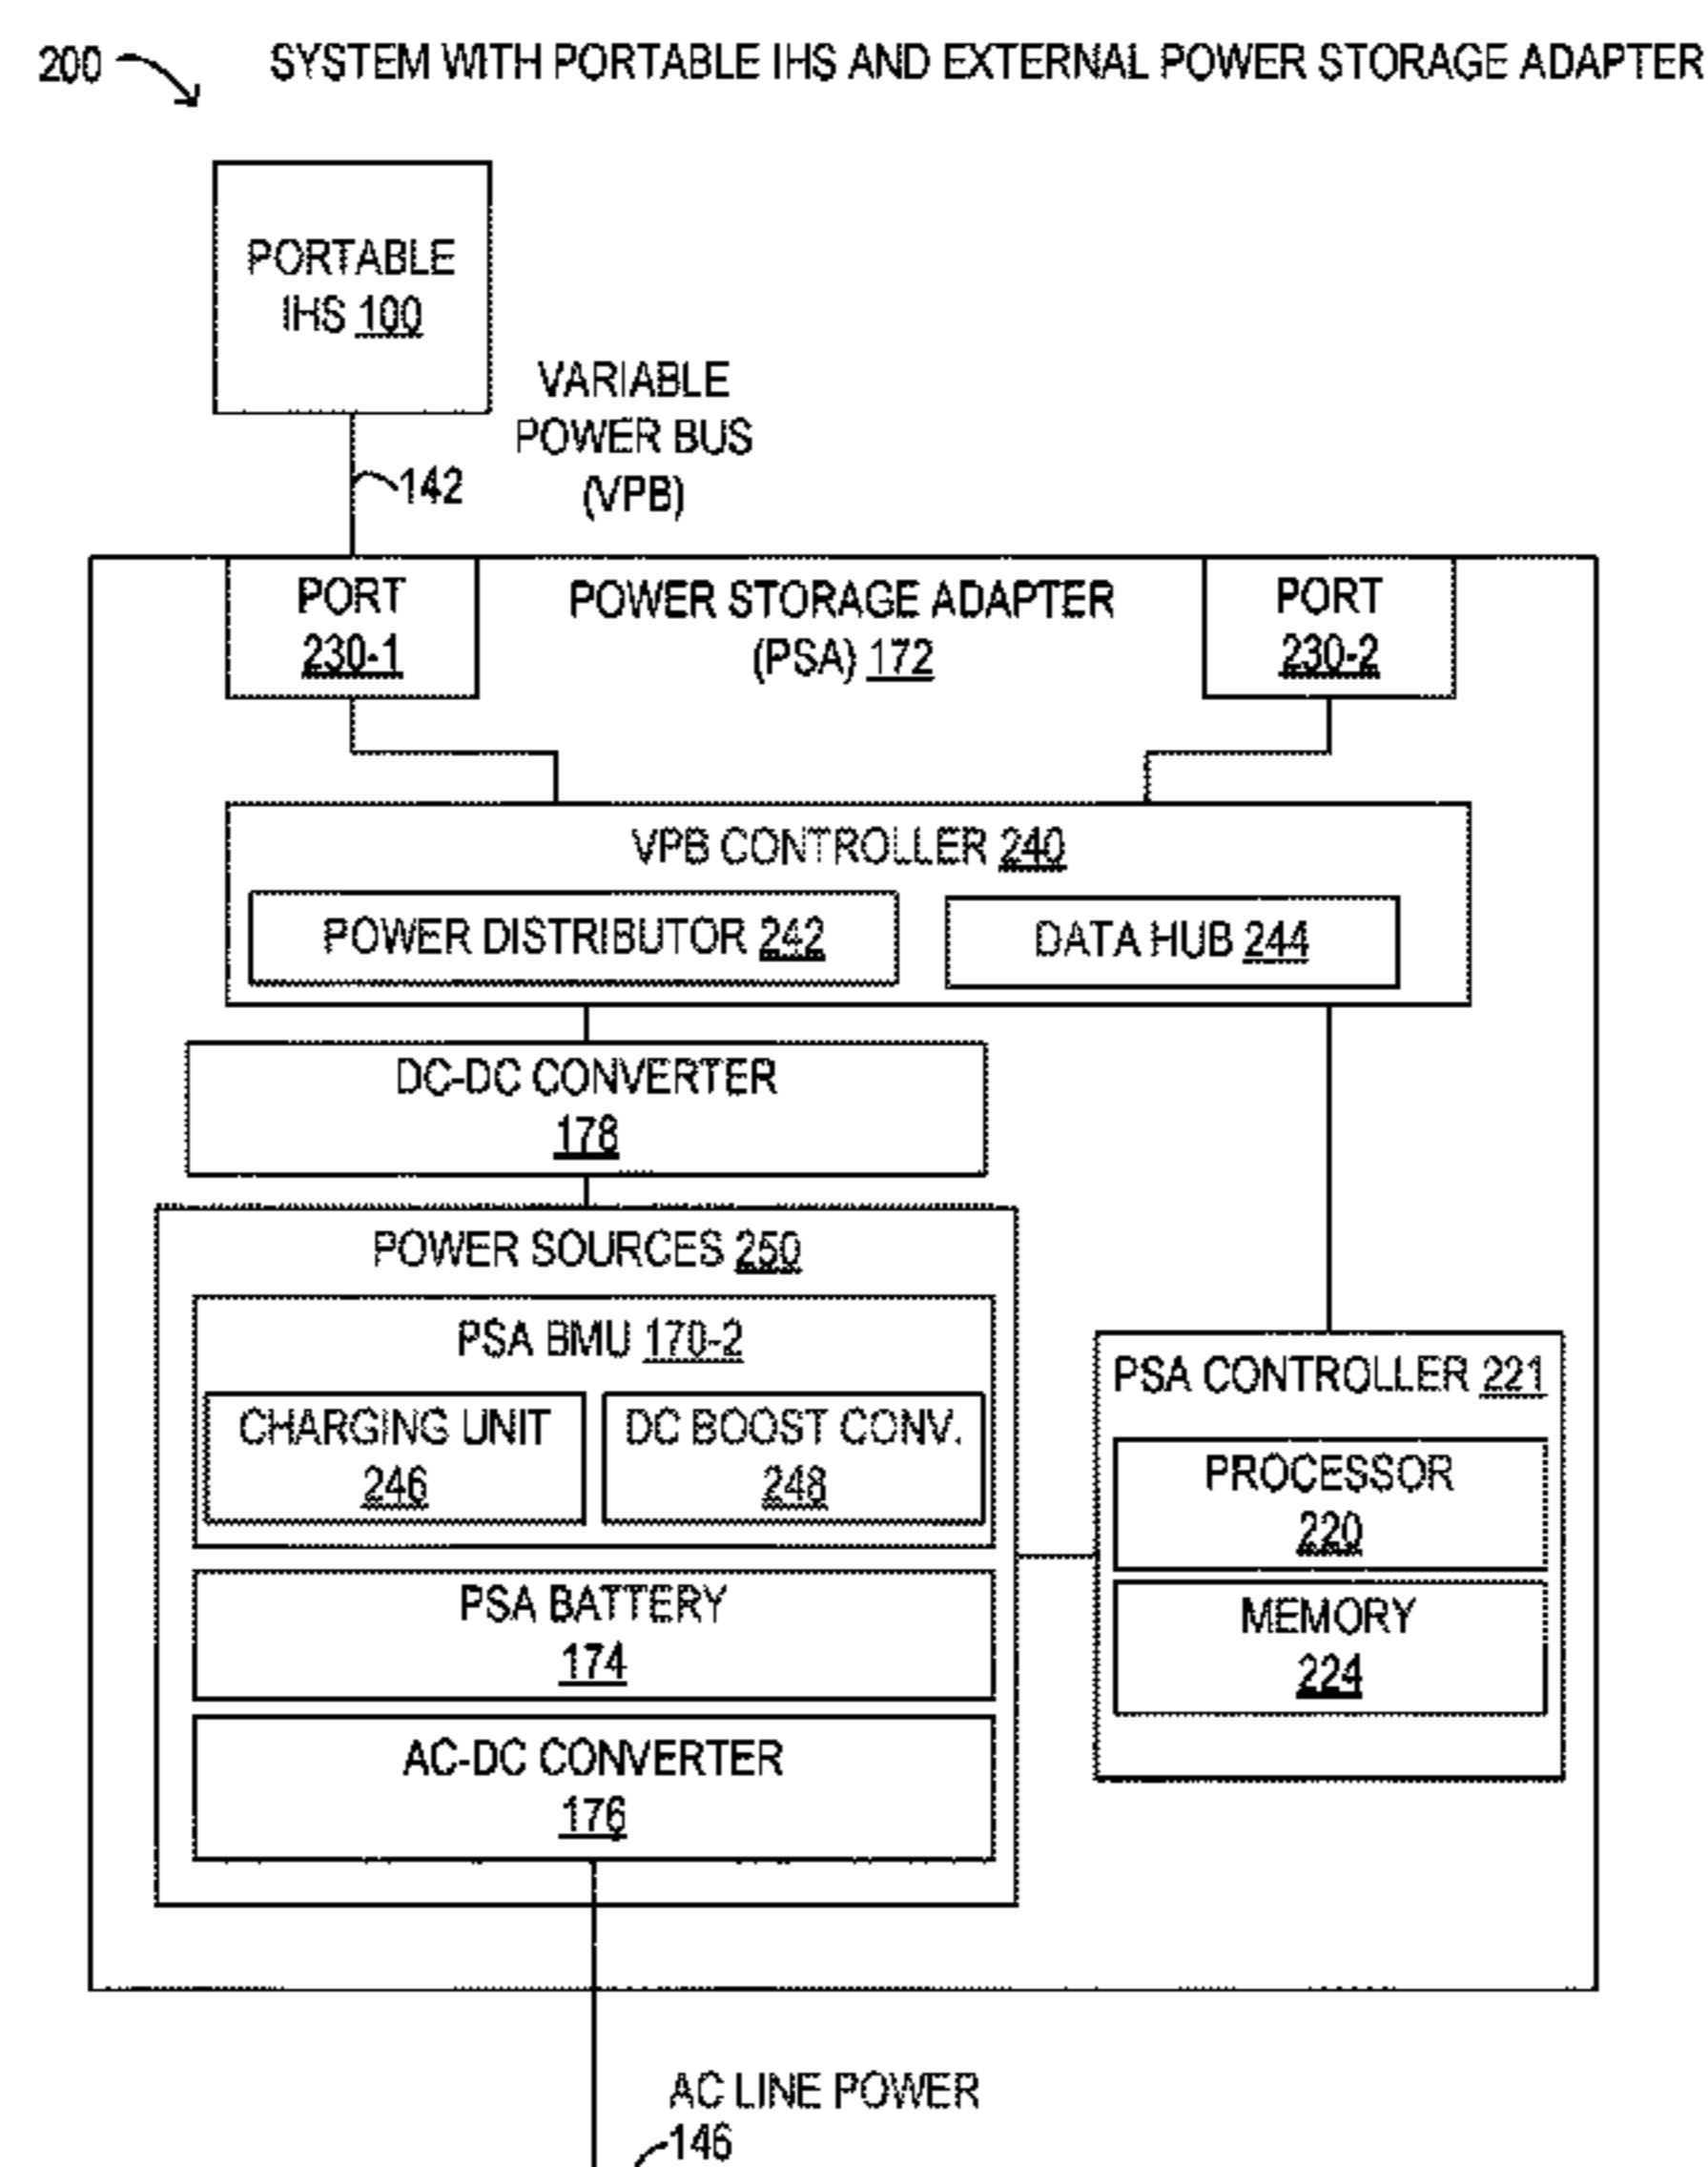 200
SYSTEM WITH PORTABLE IHS AND EXTERNAL POWER STORAGE ADAPTER
PORTABLE
IHS 100
VARIABLE
POWER BUS
(VPB)
142
PORT
230-1
POWER STORAGE ADAPTER
(PSA) 172
PORT
230-2
VPB CONTROLLER 240
POWER DISTRIBUTOR 242
DATA HUB 244
DC-DC CONVERTER
178
POWER SOURCES 250
PSA BMU 170-2
CHARGING UNIT
246
DC BOOST CONV.
248
PSA BATTERY
174
AC-DC CONVERTER
176
PSA CONTROLLER 221
PROCESSOR
220
MEMORY
224
AC LINE POWER
146